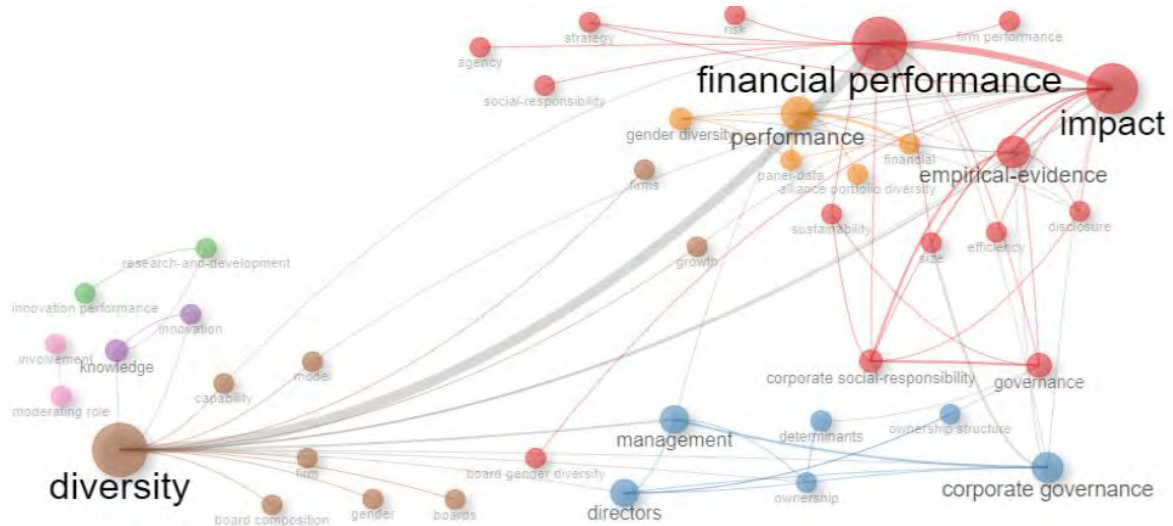 strategy
risk
firm performance
agency
financial performance
social-responsibility
impact
gender diversity
performance
financial
panel-data
empirical-evidence
firms
alliance portfolio diversity
sustainability
disclosure
efficiency
size
growth
research-and-development
innovation performance
innovation
involvement
knowledge
model
corporate social-responsibility
governance
capability
moderating role
management
determinants
ownership structure
diversity
firm
board gender diversity
ownership
corporate governance
directors
board composition
gender
boards